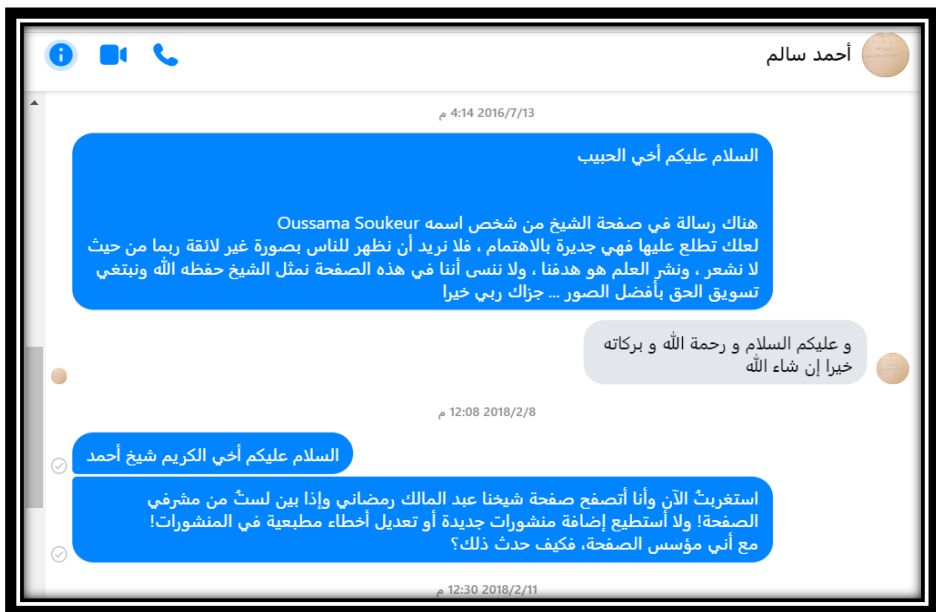 أحمد سالم
2016/7/13 4:14 م
السلام عليكم أخي الحبيب
هناك رسالة في صفحة الشيخ من شخص اسمه Oussama Soukeur
لعلك تطلع عليها فهي جديرة بالاهتمام ، فلا نريد أن نظهر للناس بصورة غير لائقة ربما من حيث
لا نشعر ، ونشر العلم هو هدفنا ، ولا ننسى أننا في هذه الصفحة نمثل الشيخ حفظه الله ونبتغي
تسويق الحق بأفضل الصور ... جزاك ربي خيرا
و عليكم السلام و رحمة الله و بركاته
خيرا إن شاء الله
2018/2/8 12:08 م
السلام عليكم أخي الكريم شيخ أحمد
استغربتُ الآن وأنا أتصفح صفحة شيخنا عبد المالك رمضاني وإذا بين لستُ من مشرفي
الصفحة! ولا أستطيع إضافة منشورات جديدة أو تعديل أخطاء مطبعية في المنشورات!
مع أني مؤسس الصفحة، فكيف حدث ذلك؟
2018/2/11 12:30 م